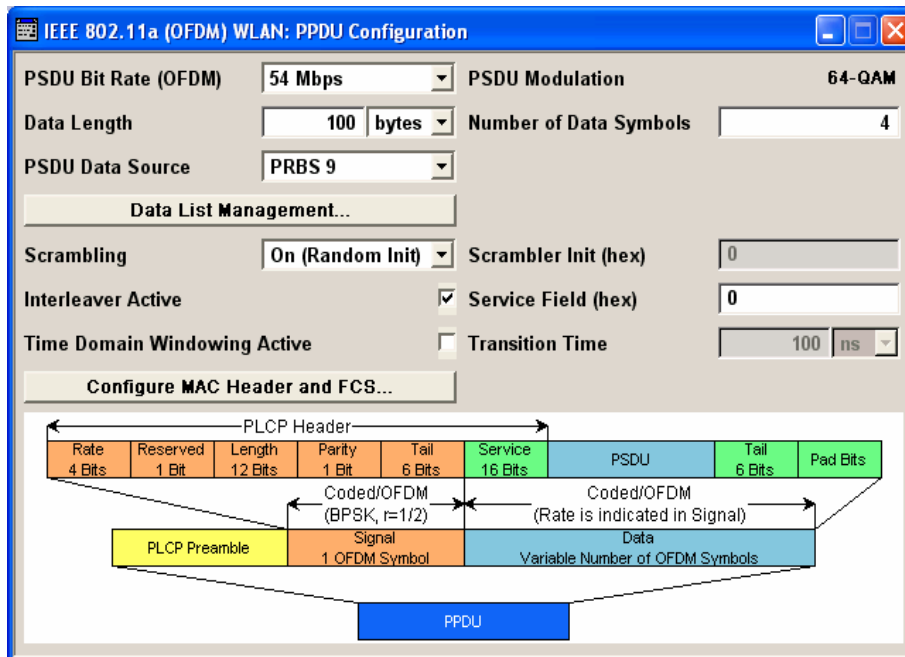 IEEE 802.11a (OFDM) WLAN: PPDU Configuration
PSDU Bit Rate (OFDM) 54 Mbps PSDU Modulation 64-QAM
Data Length 100 bytes Number of Data Symbols 4
PSDU Data Source PRBS 9
Data List Management...
Scrambling On (Random Init) Scrambler Init (hex) 0
Interleaver Active Service Field (hex) 0
Time Domain Windowing Active Transition Time 100 ns
Configure MAC Header and FCS...
PLCP Header
Rate Reserved Length Parity Tail Service PSDU Tail Pad Bits
4 Bits 1 Bit 12 Bits 1 Bit 6 Bits 16 Bits 6 Bits
Coded/OFDM Coded/OFDM
(BPSK, r=1/2) (Rate is indicated in Signal)
PLCP Preamble Signal Data
1 OFDM Symbol Variable Number of OFDM Symbols
PPDU